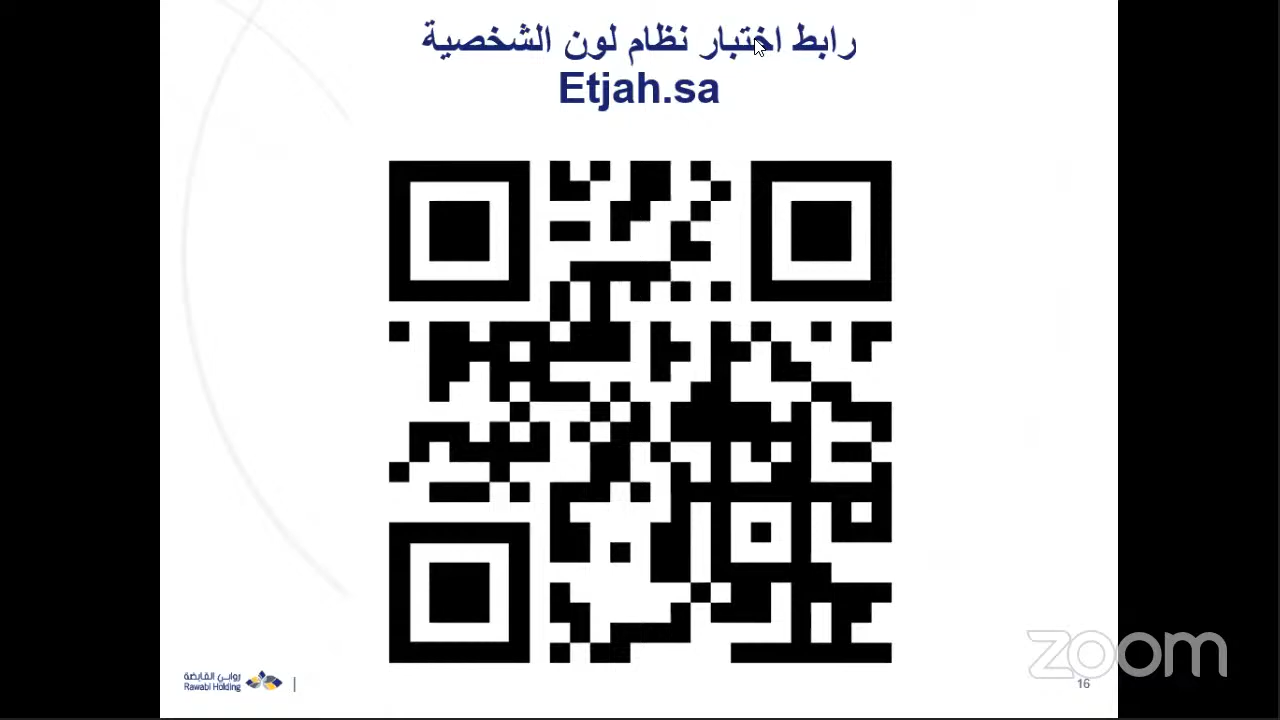 رابط اختبار نظام لون الشخصية
Etjah.sa
روابي القابضة
Rawabi Holding
16
zoom